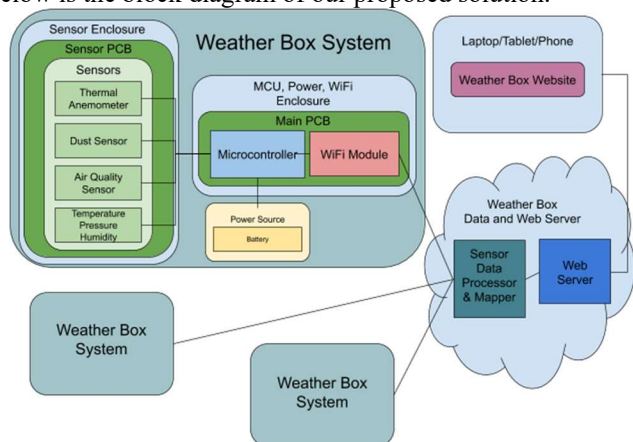 elow is the block diagram of our proposed solution.
Sensor Enclosure
Sensor PCB
Sensors
Thermal
Anemometer
Dust Sensor
Air Quality
Sensor
Temperature
Pressure
Humidity
Weather Box System
MCU, Power, WiFi
Enclosure
Main PCB
Microcontroller
WiFi Module
Power Source
Battery
Laptop/Tablet/Phone
Weather Box Website
Weather Box
Data and Web Server
Sensor
Data
Processor
& Mapper
Web
Server
Weather Box
System
Weather Box
System